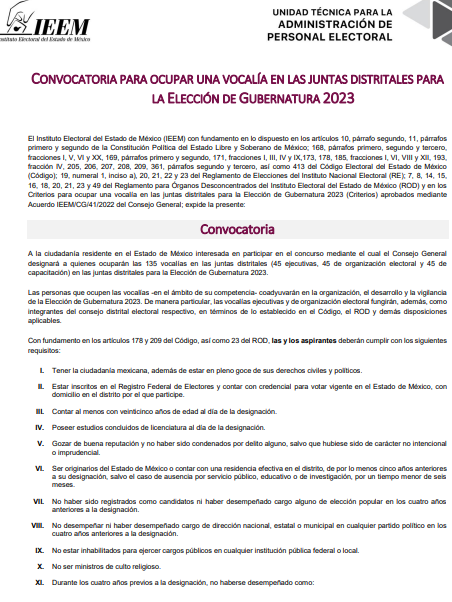 IEEM
Instituto Electoral del Estado de México
UNIDAD TÉCNICA PARA LA
ADMINISTRACIÓN DE
PERSONAL ELECTORAL
CONVOCATORIA PARA OCUPAR UNA VOCALÍA EN LAS JUNTAS DISTRITALES PARA
LA ELECCIÓN DE GUBERNATURA 2023
El Instituto Electoral del Estado de México (IEEM) con fundamento en lo dispuesto en los artículos 10, párrafo segundo, 11, párrafos
primero y segundo de la Constitución Política del Estado Libre y Soberano de México; 168, párrafos primero, segundo y tercero,
fracciones I, V, VI y XX, 169, párrafos primero y segundo, 171, fracciones I, III, IV y IX,173, 178, 185, fracciones I, VI, VIII y XII, 193,
fracción IV, 205, 206, 207, 208, 209, 361, párrafos segundo y tercero, así como 413 del Código Electoral del Estado de México
(Código); 19, numeral 1, inciso a), 20, 21, 22 y 23 del Reglamento de Elecciones del Instituto Nacional Electoral (RE); 7, 8, 14, 15,
16, 18, 20, 21, 23 y 49 del Reglamento para Órganos Desconcentrados del Instituto Electoral del Estado de México (ROD) y en los
Criterios para ocupar una vocalía en las juntas distritales para la Elección de Gubernatura 2023 (Criterios) aprobados mediante
Acuerdo IEEM/CG/41/2022 del Consejo General; expide la presente:
Convocatoria
A la ciudadanía residente en el Estado de México interesada en participar en el concurso mediante el cual el Consejo General
designará a quienes ocuparán las 135 vocalías en las juntas distritales (45 ejecutivas, 45 de organización electoral y 45 de
capacitación) en las juntas distritales para la Elección de Gubernatura 2023.
Las personas que ocupen las vocalías -en el ámbito de su competencia- coadyuvarán en la organización, el desarrollo y la vigilancia
de la Elección de Gubernatura 2023. De manera particular, las vocalías ejecutivas y de organización electoral fungirán, además, como
integrantes del consejo distrital electoral respectivo, en términos de lo establecido en el Código, el ROD y demás disposiciones
aplicables.
Con fundamento en los artículos 178 y 209 del Código, así como 23 del ROD, las y los aspirantes deberán cumplir con los siguientes
requisitos:
I. Tener la ciudadanía mexicana, además de estar en pleno goce de sus derechos civiles y políticos.
II. Estar inscritos en el Registro Federal de Electores y contar con credencial para votar vigente en el Estado de México, con
domicilio en el distrito por el que participe.
III. Contar al menos con veinticinco años de edad al día de la designación.
IV. Poseer estudios concluidos de licenciatura al día de la designación.
V. Gozar de buena reputación y no haber sido condenados por delito alguno, salvo que hubiese sido de carácter no intencional
o imprudencial.
VI. Ser originarios del Estado de México o contar con una residencia efectiva en el distrito, de por lo menos cinco años anteriores
a su designación, salvo el caso de ausencia por servicio público, educativo o de investigación, por un tiempo menor de seis
meses.
VII. No haber sido registrados como candidatos ni haber desempeñado cargo alguno de elección popular en los cuatro años
anteriores a la designación.
VIII. No desempeñar ni haber desempeñado cargo de dirección nacional, estatal o municipal en cualquier partido político en los
cuatro años anteriores a la designación.
IX. No estar inhabilitados para ejercer cargos públicos en cualquier institución pública federal o local.
X. No ser ministros de culto religioso.
XI. Durante los cuatro años previos a la designación, no haberse desempeñado como: